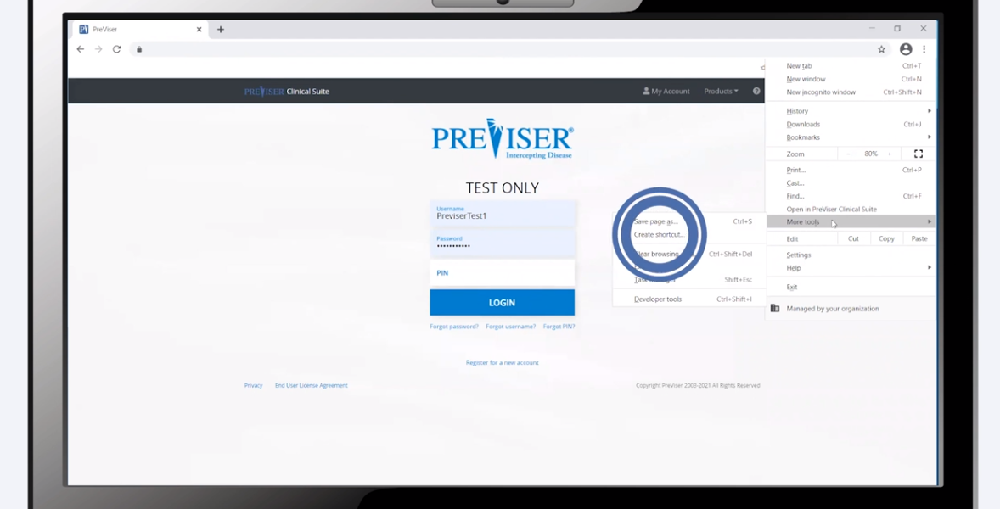 PreViser
PREVISER Clinical Suite
My Account
Products
PREVISER®
Intercepting Disease
TEST ONLY
Username
PreviserTest1
Password
PIN
LOGIN
Forgot password? Forgot username? Forgot PIN?
Register for a new account
Privacy End User License Agreement
Copyright PreViser 2003-2021 All Rights Reserved
New tab Ctrl+T
New window Ctrl+N
New incognito window Ctrl+Shift+N
History
Downloads Ctrl+J
Bookmarks
Zoom - 80% +
Print... Ctrl+P
Cast...
Find... Ctrl+F
Open in PreViser Clinical Suite
More tools
Edit Cut Copy Paste
Settings
Help
Exit
Managed by your organization
Save page as... Ctrl+S
Create shortcut...
Clear browsing Ctrl+Shift+Del
Task manager Shift+Esc
Developer tools Ctrl+Shift+I